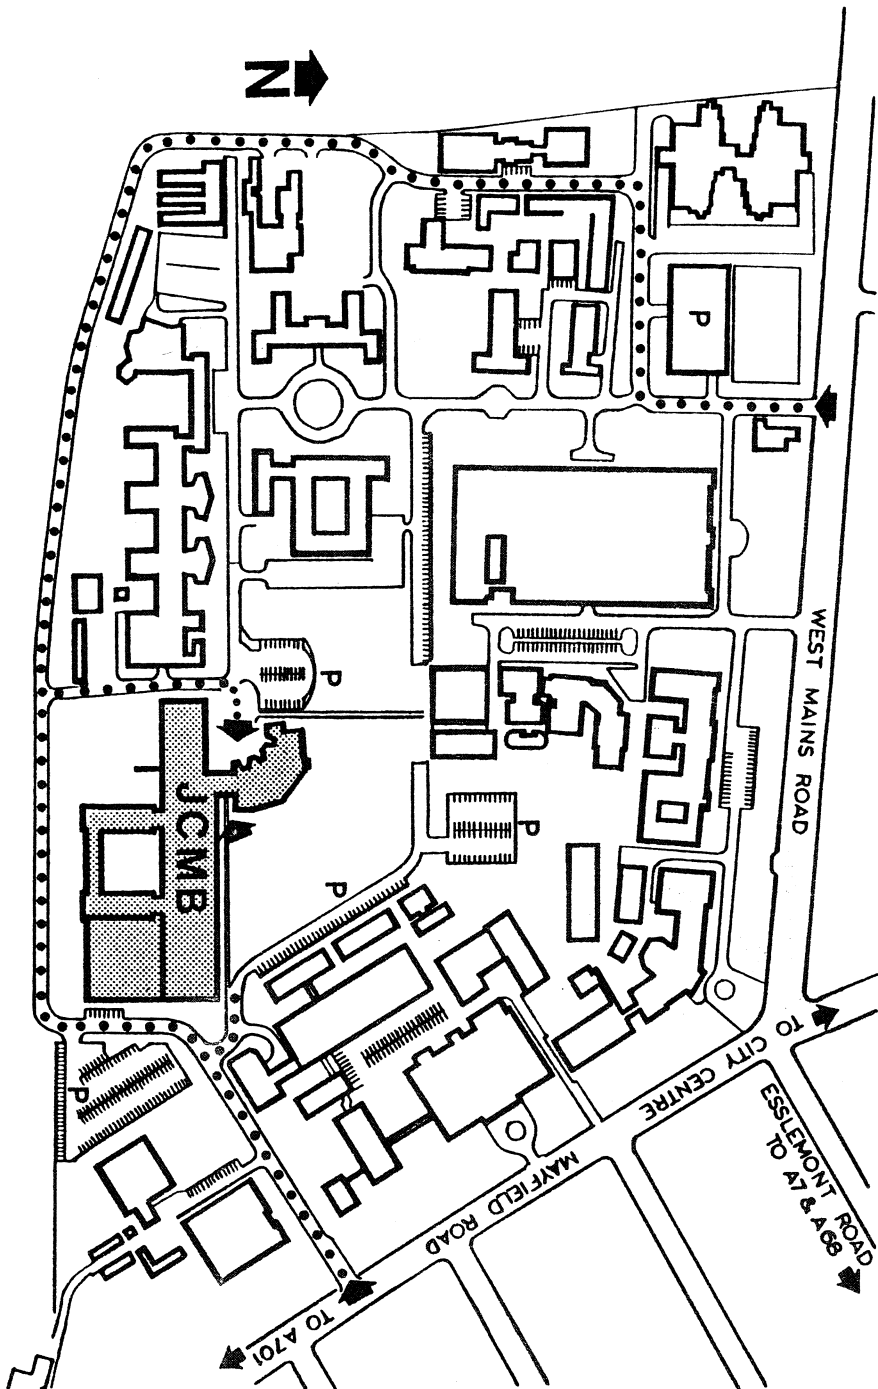 N
P
WEST MAINS ROAD
P
P
P
JCMB
P
TO CITY CENTRE
ESSLEMONT ROAD
TO A7 & A68
MAYFIELD ROAD
TO A701